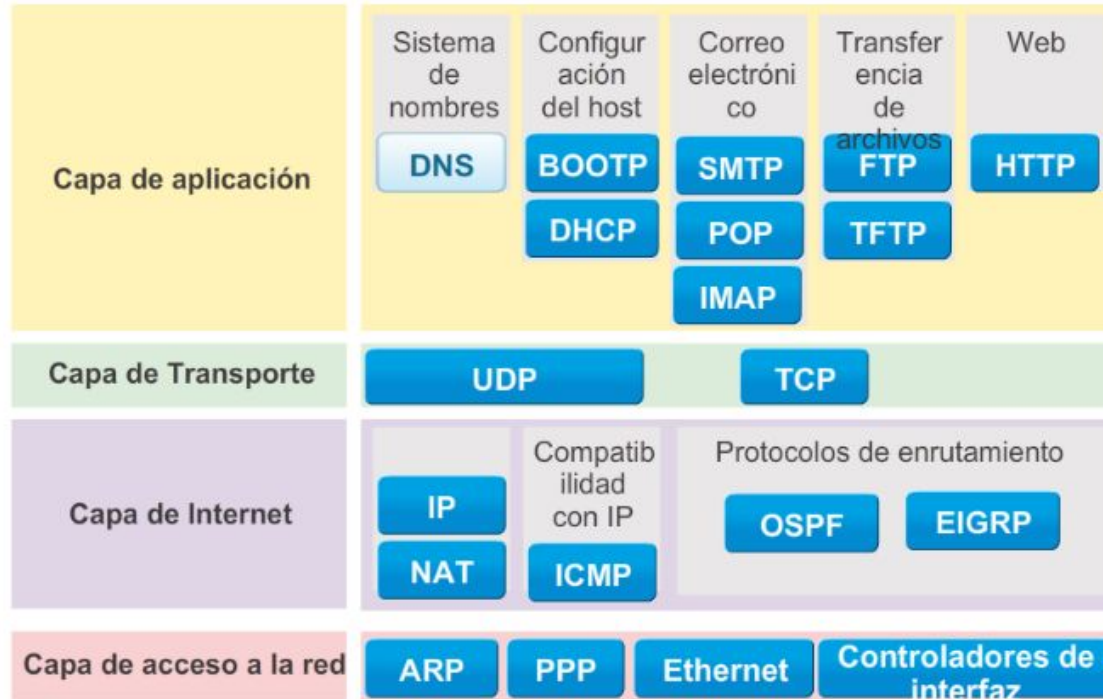 Capa de aplicación
Sistema
de
nombres
DNS
Configur
ación
del host
BOOTP
DHCP
Correo
electróni
co
SMTP
POP
IMAP
Transfer
encia
de
archivos
FTP
TFTP
Web
HTTP
Capa de Transporte
UDP
TCP
Capa de Internet
IP
NAT
Compatib
ilidad
con IP
ICMP
Protocolos de enrutamiento
OSPF
EIGRP
Capa de acceso a la red
ARP
PPP
Ethernet
Controladores de
interfaz